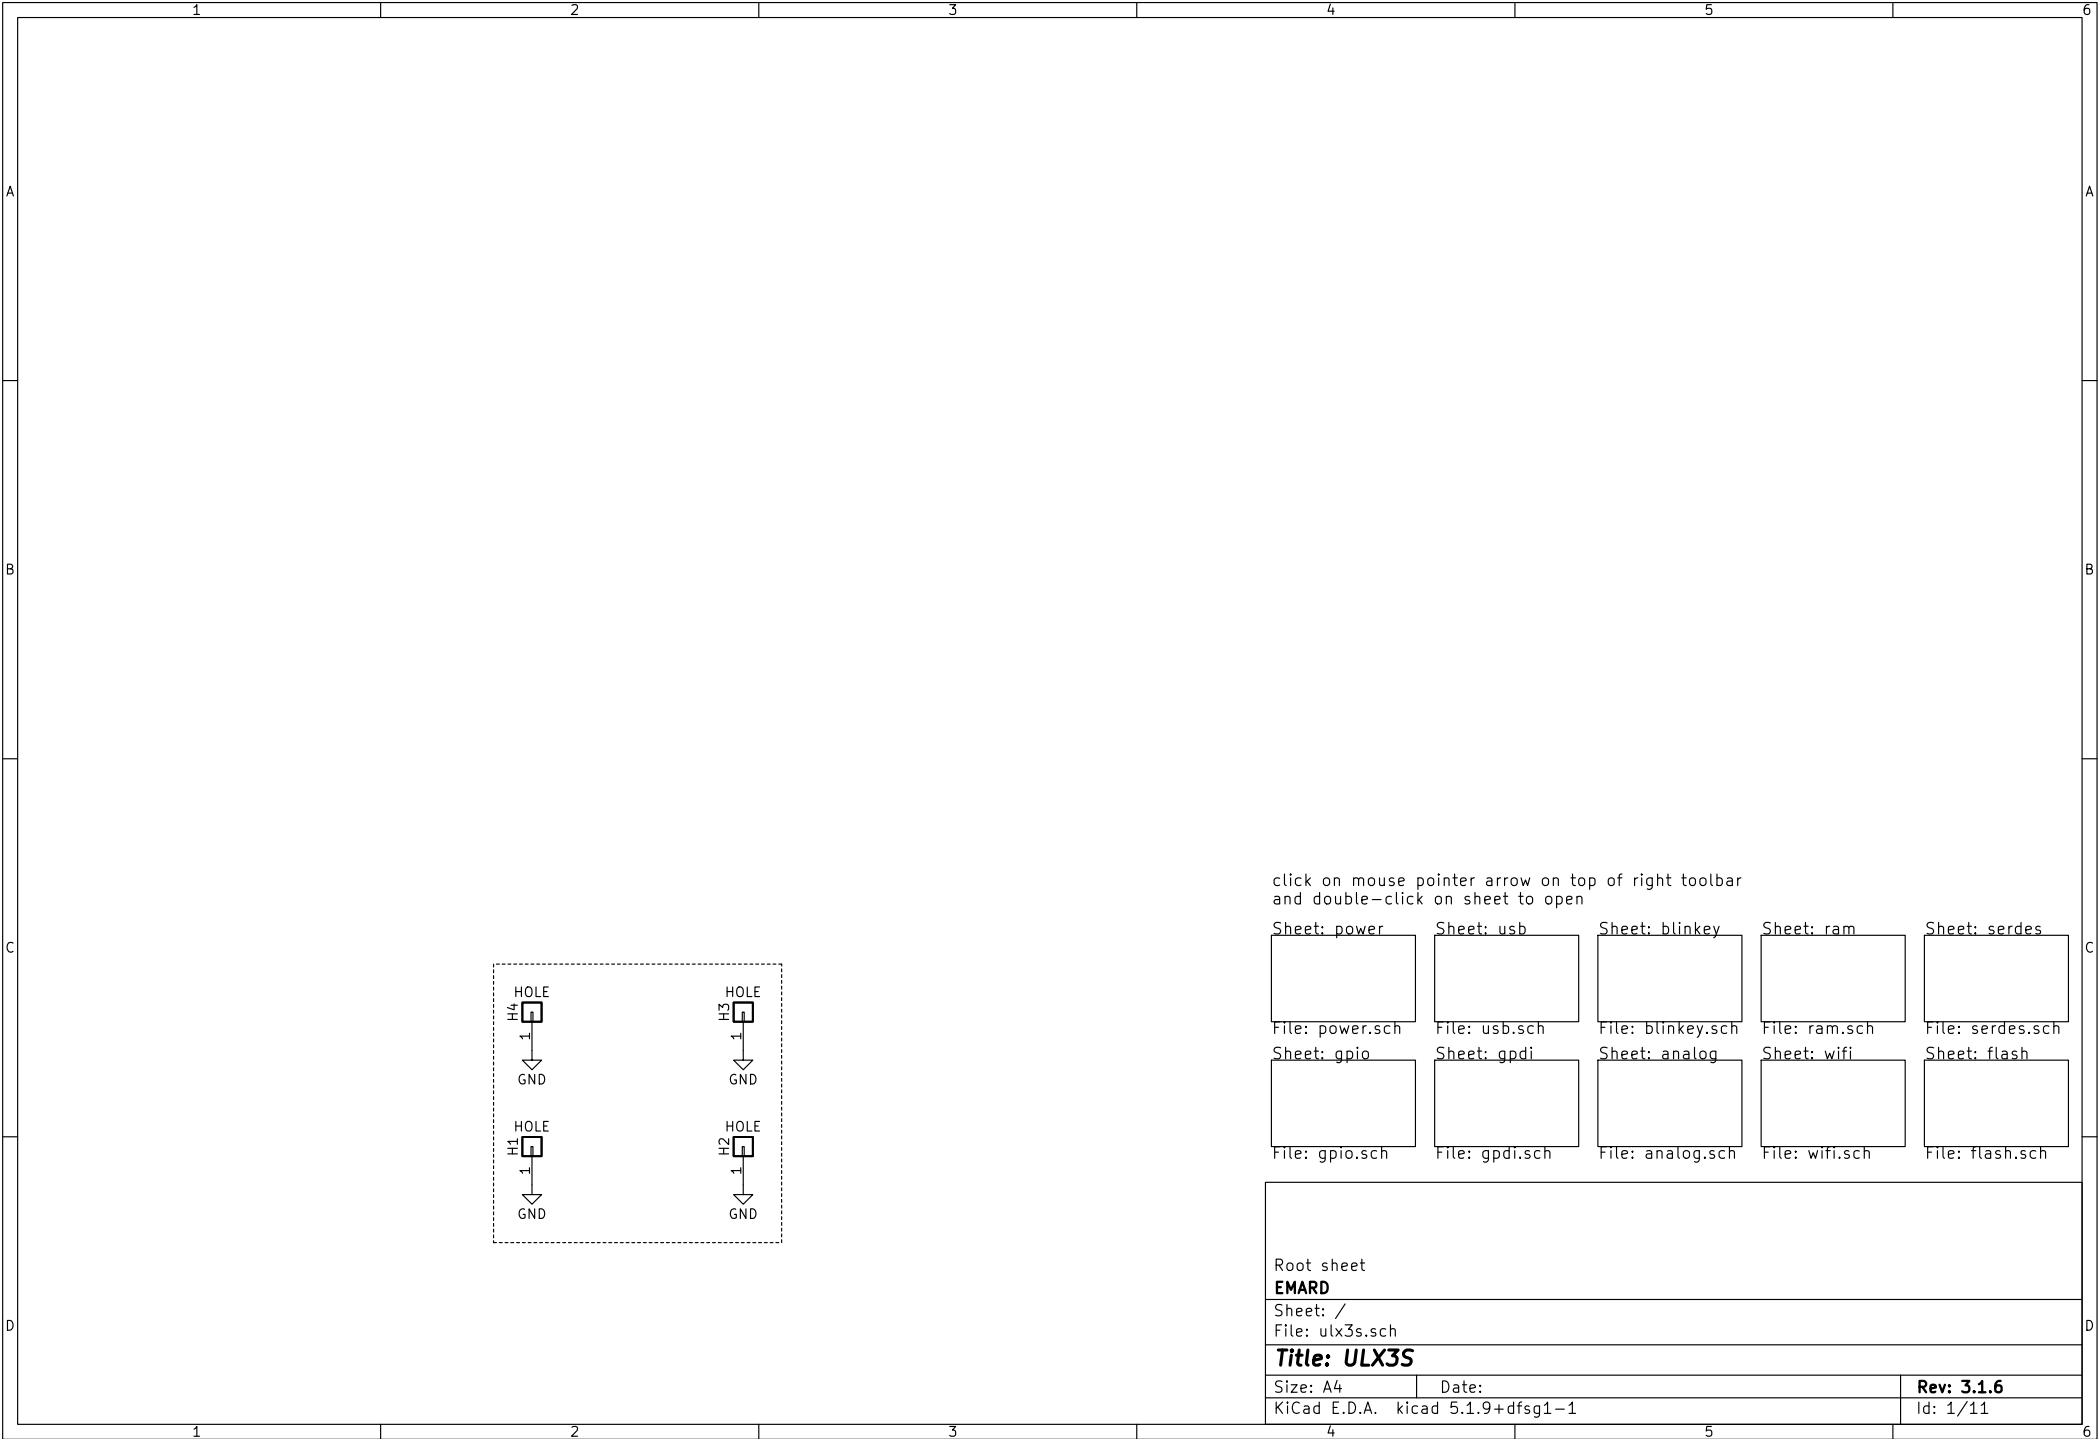 1 2 3 4 5 6
A A
B B
click on mouse pointer arrow on top of right toolbar
and double-click on sheet to open
Sheet: power Sheet: usb Sheet: blinkey Sheet: ram Sheet: serdes
C C
HOLE HOLE
H4 H3
File: power.sch File: usb.sch File: blinkey.sch File: ram.sch File: serdes.sch
1 1
Sheet: gpio Sheet: gpdi Sheet: analog Sheet: wifi Sheet: flash
GND GND
HOLE HOLE
H1 H2
File: gpio.sch File: gpdi.sch File: analog.sch File: wifi.sch File: flash.sch
1 1
GND GND
Root sheet
EMARD
Sheet: /
File: ulx3s.sch
D D
Title: ULX3S
Size: A4 Date: Rev: 3.1.6
KiCad E.D.A. kicad 5.1.9+dfsg1-1 Id: 1/11
1 2 3 4 5 6